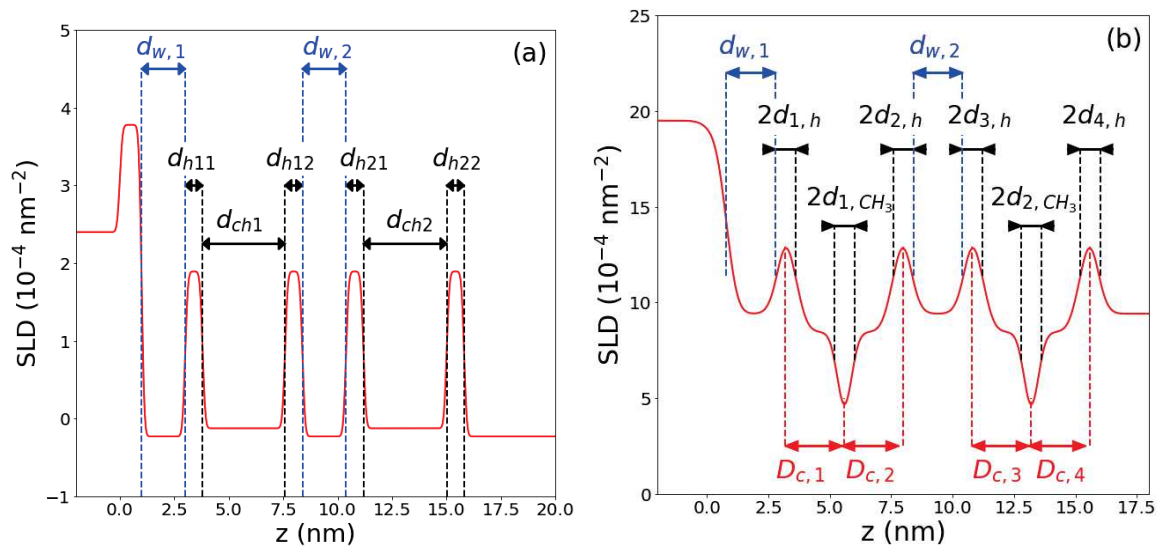 (a)
d_{w,1}
d_{w,2}
d_{h11}
d_{h12}
d_{h21}
d_{h22}
d_{ch1}
d_{ch2}
SLD (10^{-4} nm^{-2})
5
4
3
2
1
0
−1
0.0 2.5 5.0 7.5 10.0 12.5 15.0 17.5 20.0
z (nm)
(b)
d_{w,1}
d_{w,2}
2d_{1,h}
2d_{2,h}
2d_{3,h}
2d_{4,h}
2d_{1,CH_3}
2d_{2,CH_3}
D_{c,1}
D_{c,2}
D_{c,3}
D_{c,4}
SLD (10^{-4} nm^{-2})
25
20
15
10
5
0
0.0 2.5 5.0 7.5 10.0 12.5 15.0 17.5
z (nm)